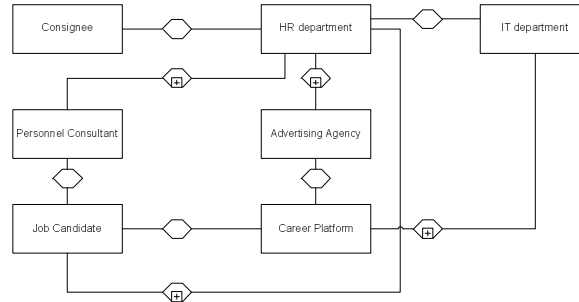 Consignee
HR department
IT department
Personnel Consultant
Advertising Agency
Job Candidate
Career Platform